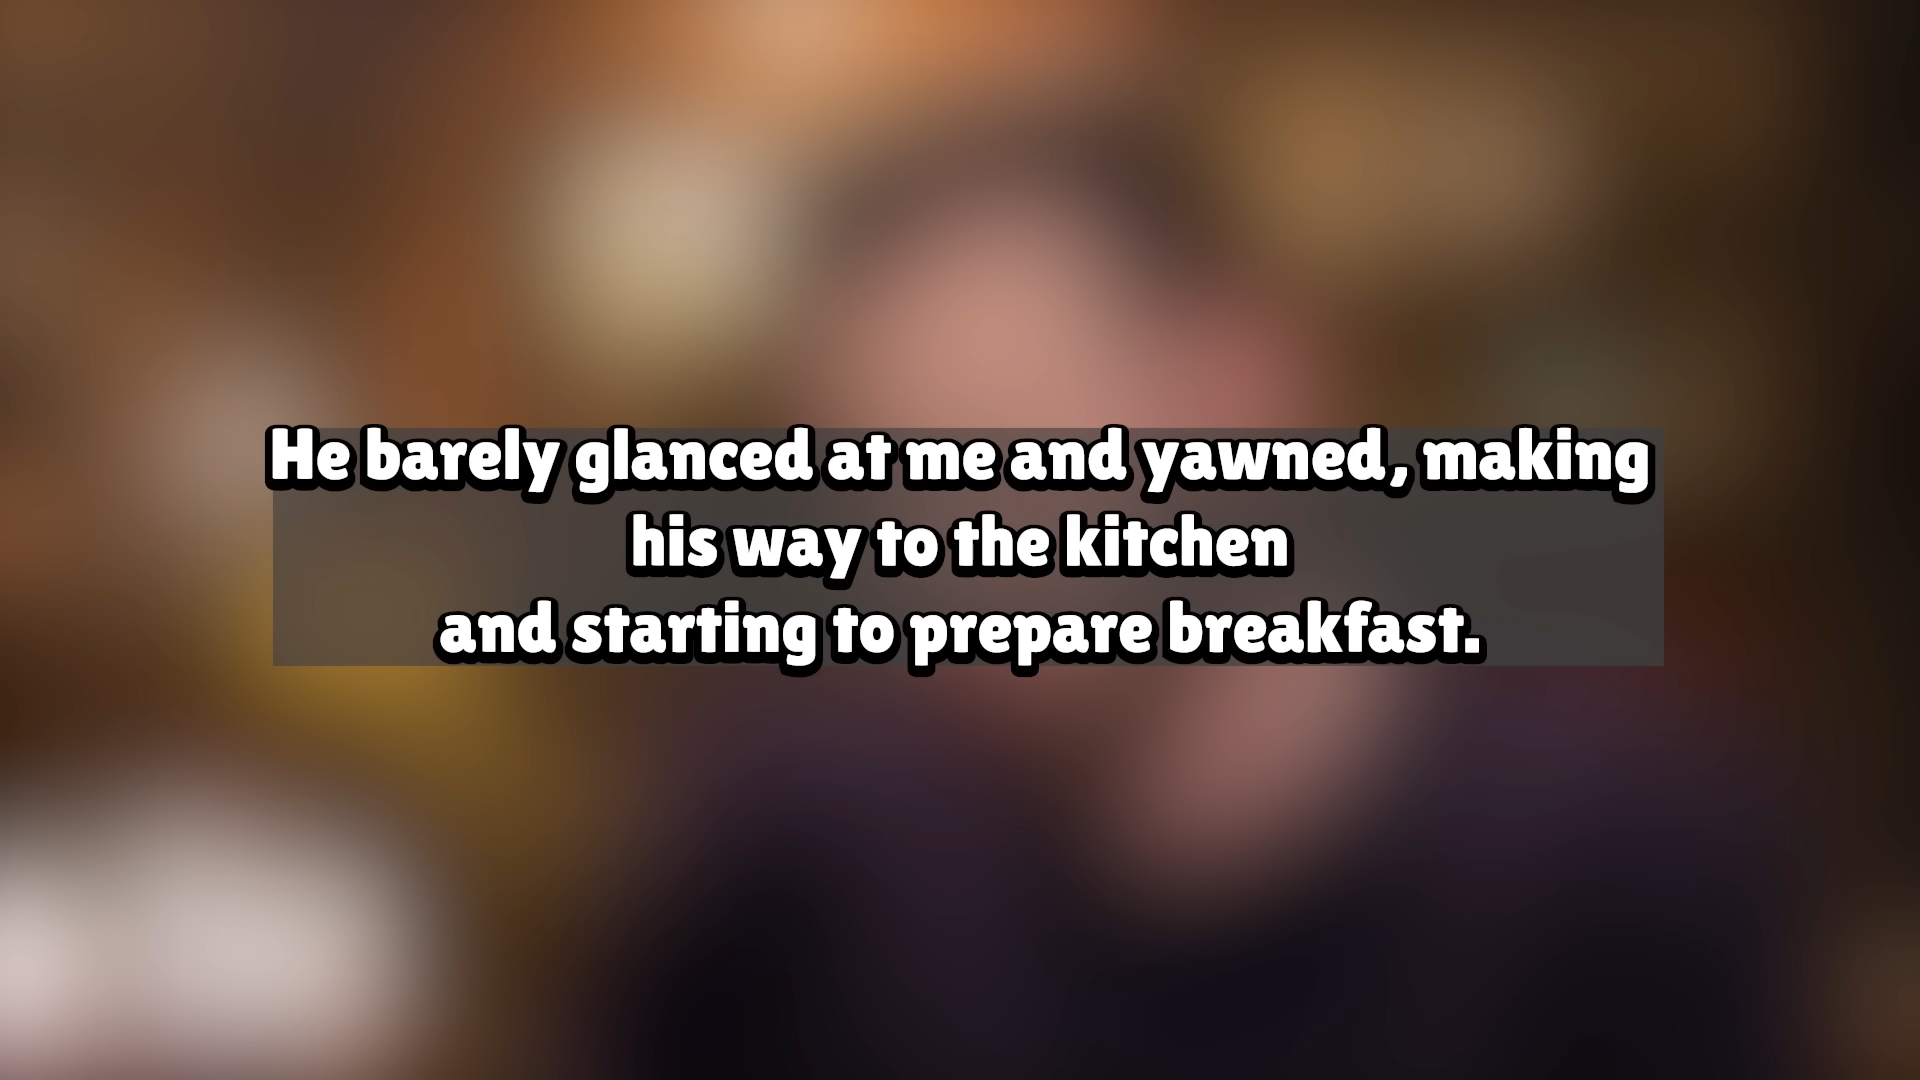 He barely glanced at me and yawned, making
his way to the kitchen
and starting to prepare breakfast.